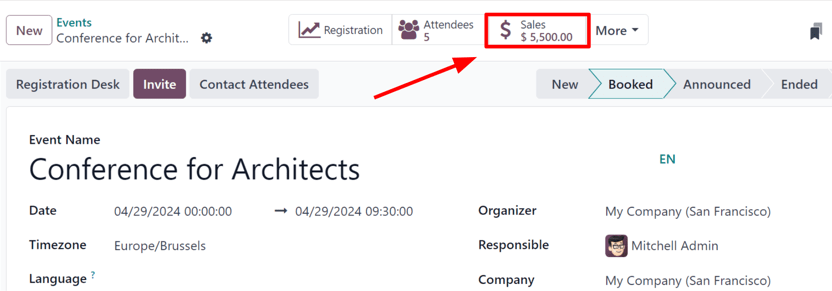 New
Events
Conference for Archit...
Registration
Attendees
5
$
Sales
$ 5,500.00
More
Registration Desk
Invite
Contact Attendees
New
Booked
Announced
Ended
Event Name
Conference for Architects
EN
Date
04/29/2024 00:00:00
04/29/2024 09:30:00
Organizer
My Company (San Francisco)
Timezone
Europe/Brussels
Responsible
Mitchell Admin
Language ?
Company
My Company (San Francisco)